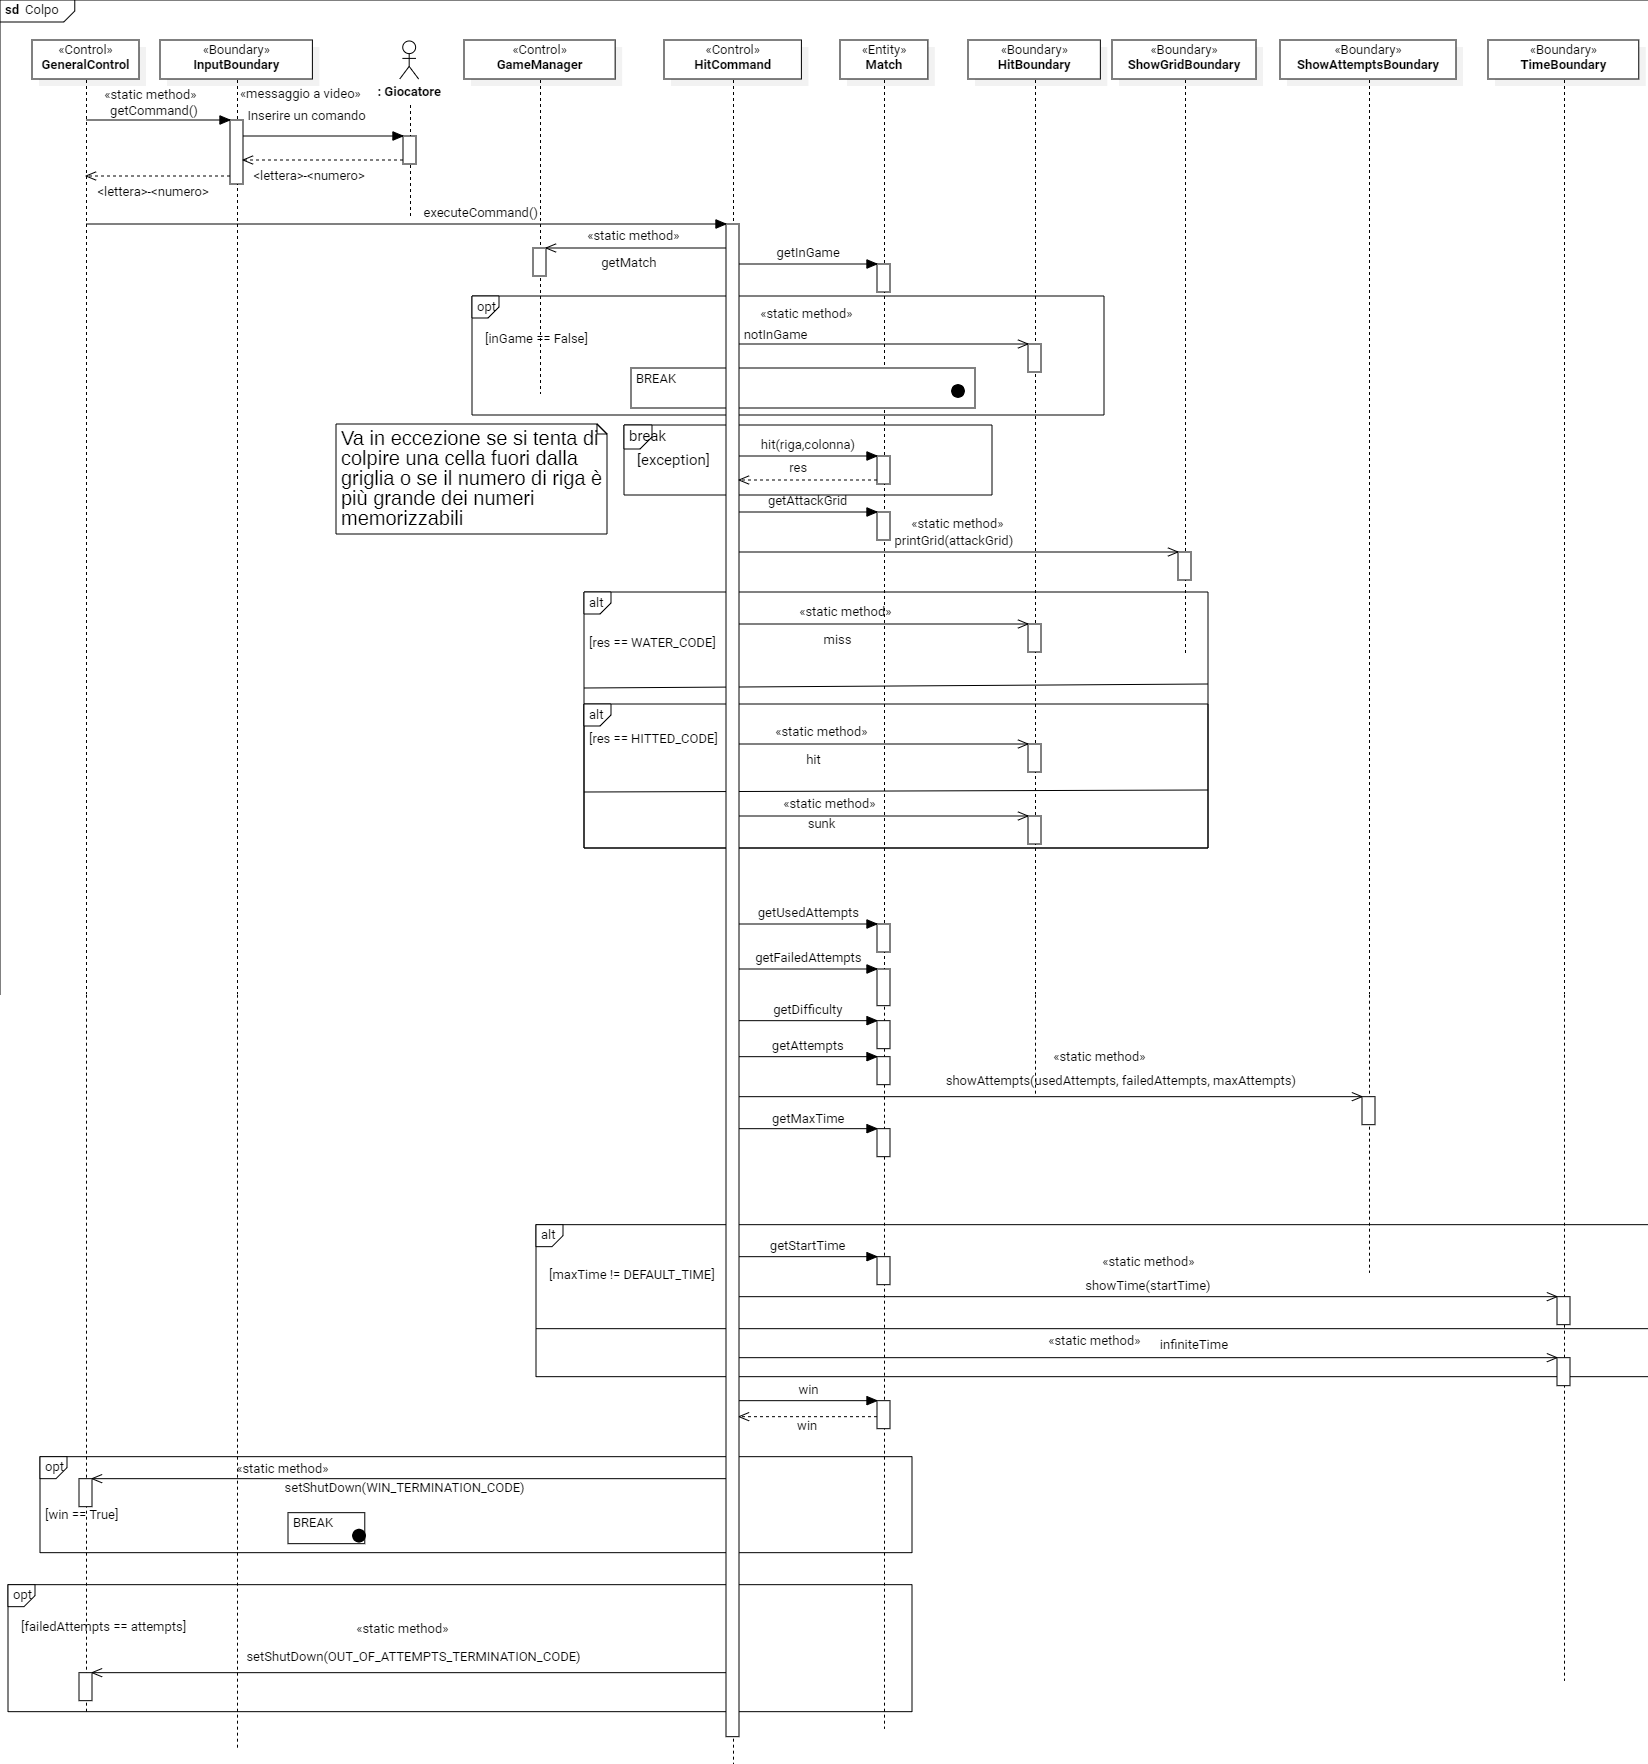 sd Colpo
«Control»
GeneralControl
«Boundary»
InputBoundary
: Giocatore
«Control»
GameManager
«Control»
HitCommand
«Entity»
Match
«Boundary»
HitBoundary
«Boundary»
ShowGridBoundary
«Boundary»
ShowAttemptsBoundary
«Boundary»
TimeBoundary
«static method»
getCommand()
«messaggio a video»
Inserire un comando
<lettera>-<numero>
<lettera>-<numero>
executeCommand()
«static method»
getMatch
getInGame
opt
[inGame == False]
«static method»
notInGame
BREAK
Va in eccezione se si tenta di
colpire una cella fuori dalla
griglia o se il numero di riga è
più grande dei numeri
memorizzabili
break
[exception]
hit(riga,colonna)
res
getAttackGrid
«static method»
printGrid(attackGrid)
alt
[res == WATER_CODE]
«static method»
miss
alt
[res == HITTED_CODE]
«static method»
hit
«static method»
sunk
getUsedAttempts
getFailedAttempts
getDifficulty
getAttempts
«static method»
showAttempts(usedAttempts, failedAttempts, maxAttempts)
getMaxTime
alt
[maxTime != DEFAULT_TIME]
getStartTime
«static method»
showTime(startTime)
«static method»
infiniteTime
win
win
opt
«static method»
setShutDown(WIN_TERMINATION_CODE)
[win == True]
BREAK
opt
[failedAttempts == attempts]
«static method»
setShutDown(OUT_OF_ATTEMPTS_TERMINATION_CODE)